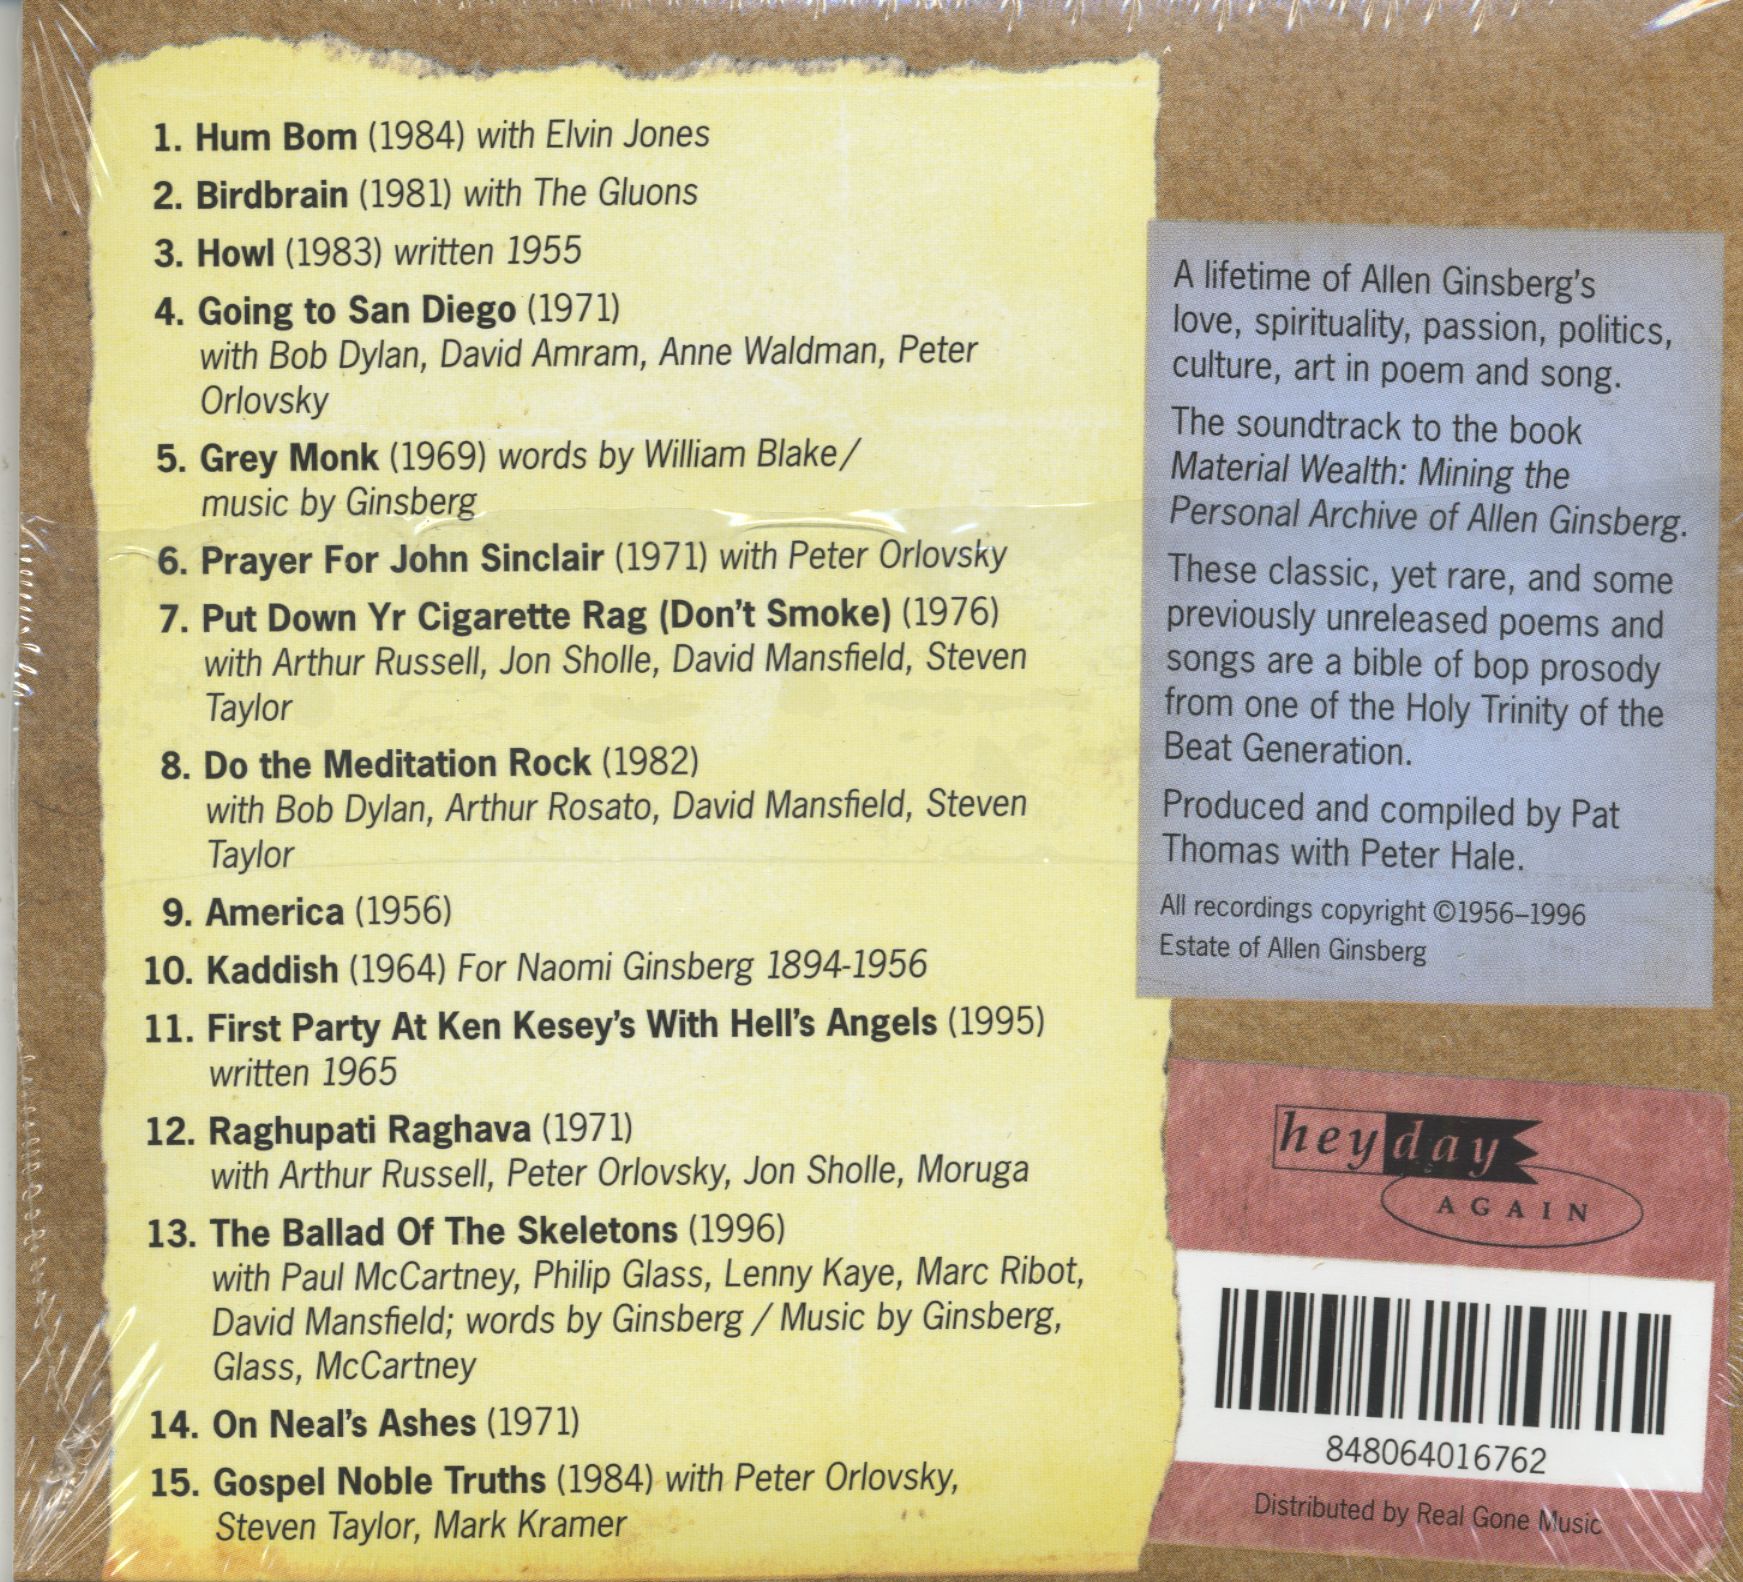 1. Hum Bom (1984) with Elvin Jones
2. Birdbrain (1981) with The Gluons
3. Howl (1983) written 1955
4. Going to San Diego (1971)
with Bob Dylan, David Amram, Anne Waldman, Peter
Orlovsky
5. Grey Monk (1969) words by William Blake/
music by Ginsberg
6. Prayer For John Sinclair (1971) with Peter Orlovsky
7. Put Down Yr Cigarette Rag (Don't Smoke) (1976)
with Arthur Russell, Jon Sholle, David Mansfield, Steven
Taylor
8. Do the Meditation Rock (1982)
with Bob Dylan, Arthur Rosato, David Mansfield, Steven
Taylor
9. America (1956)
10. Kaddish (1964) For Naomi Ginsberg 1894-1956
11. First Party At Ken Kesey's With Hell's Angels (1995)
written 1965
12. Raghupati Raghava (1971)
with Arthur Russell, Peter Orlovsky, Jon Sholle, Moruga
13. The Ballad Of The Skeletons (1996)
with Paul McCartney, Philip Glass, Lenny Kaye, Marc Ribot,
David Mansfield; words by Ginsberg / Music by Ginsberg,
Glass, McCartney
14. On Neal's Ashes (1971)
15. Gospel Noble Truths (1984) with Peter Orlovsky,
Steven Taylor, Mark Kramer
A lifetime of Allen Ginsberg's
love, spirituality, passion, politics,
culture, art in poem and song.
The soundtrack to the book
Material Wealth: Mining the
Personal Archive of Allen Ginsberg.
These classic, yet rare, and some
previously unreleased poems and
songs are a bible of bop prosody
from one of the Holy Trinity of the
Beat Generation.
Produced and compiled by Pat
Thomas with Peter Hale.
All recordings copyright ©1956–1996
Estate of Allen Ginsberg
heyday
AGAIN
848064016762
Distributed by Real Gone Music